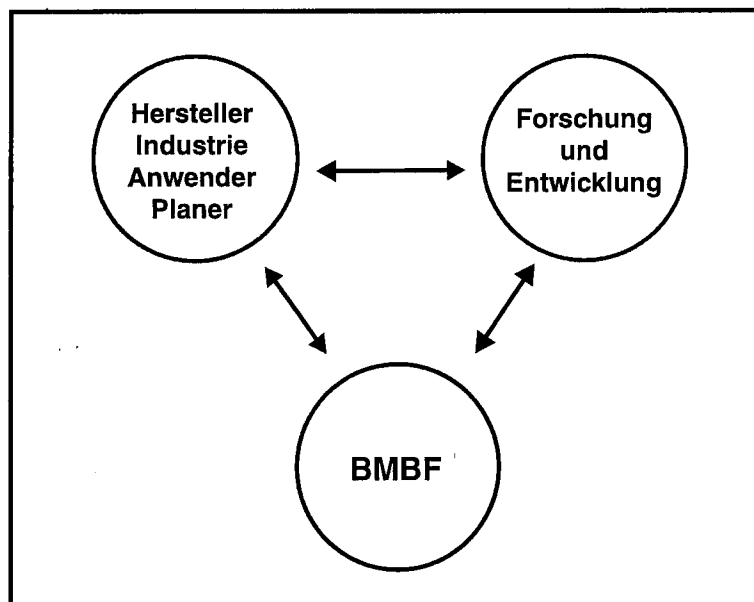 Hersteller
Industrie
Anwender
Planer
Forschung
und
Entwicklung
BMBF